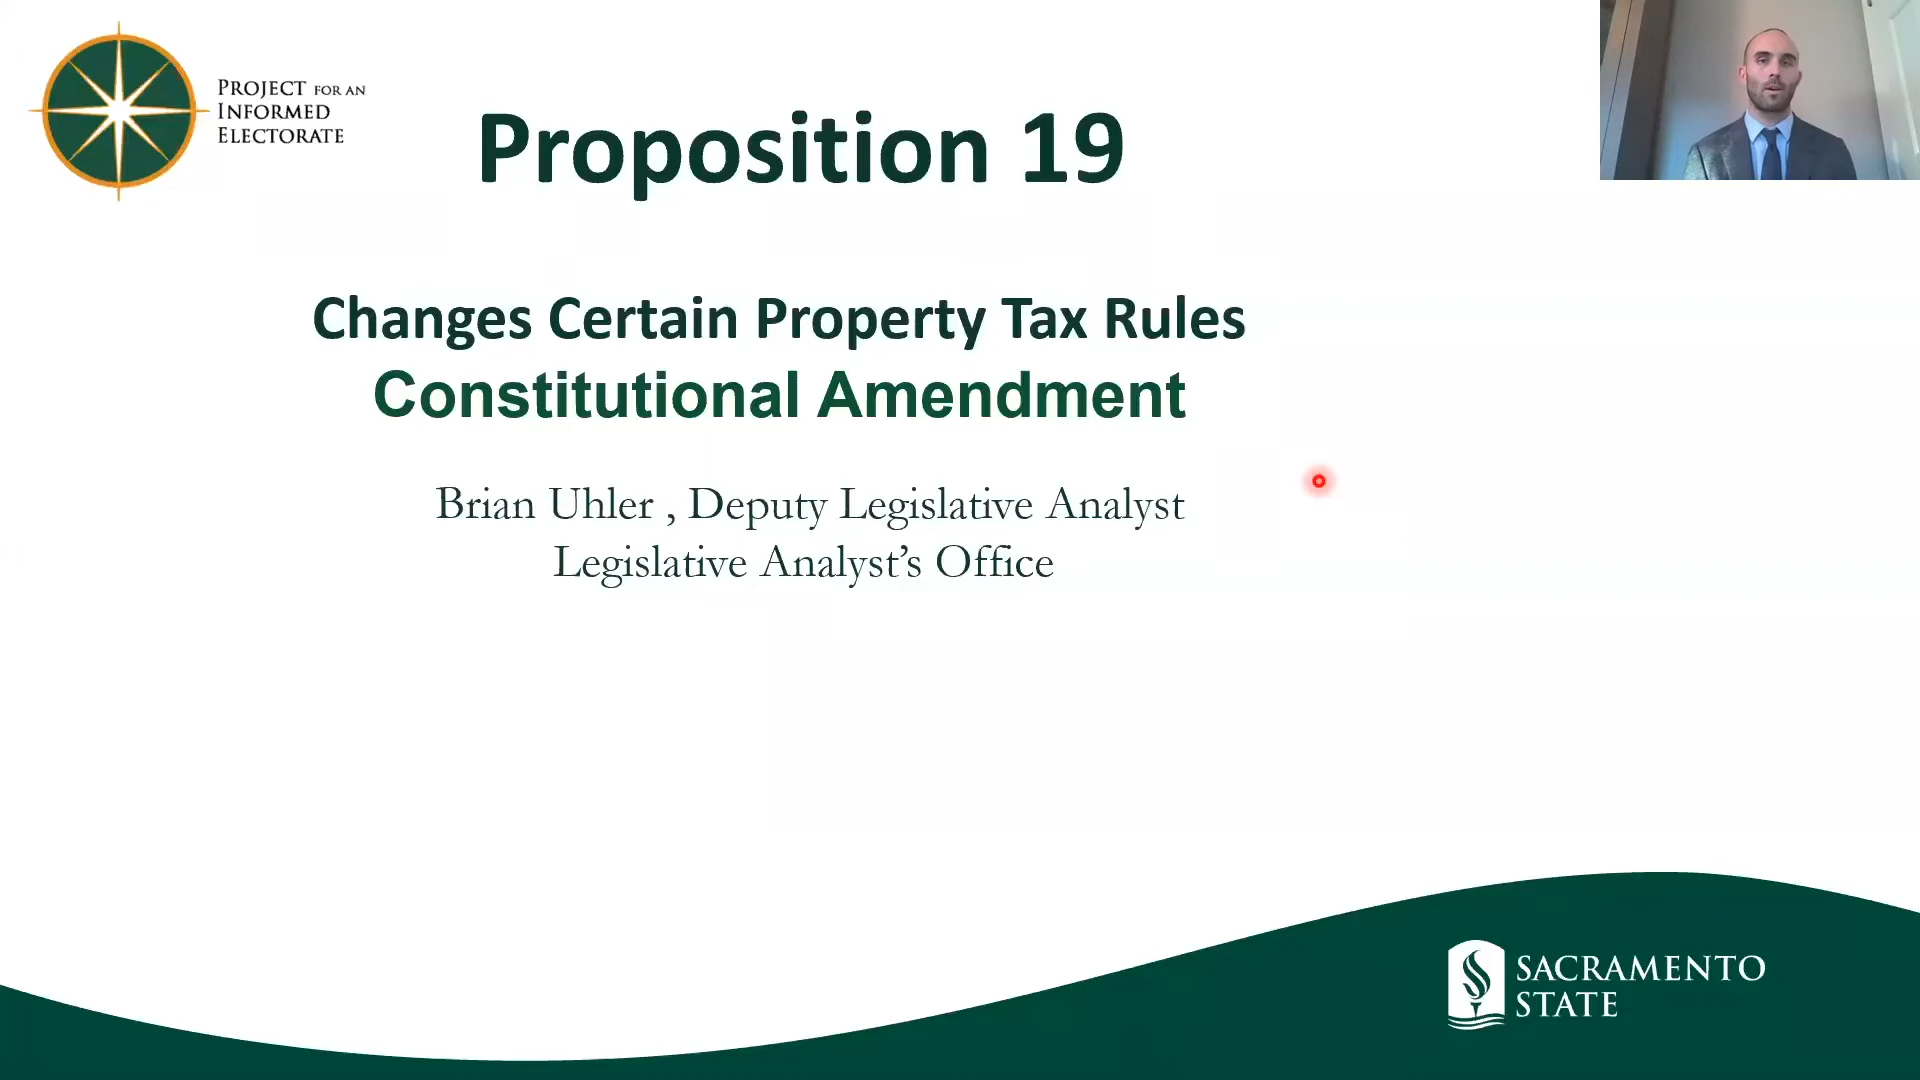 PROJECT FOR AN
INFORMED
ELECTORATE
Proposition 19
Changes Certain Property Tax Rules
Constitutional Amendment
Brian Uhler , Deputy Legislative Analyst
Legislative Analyst’s Office
SACRAMENTO
STATE